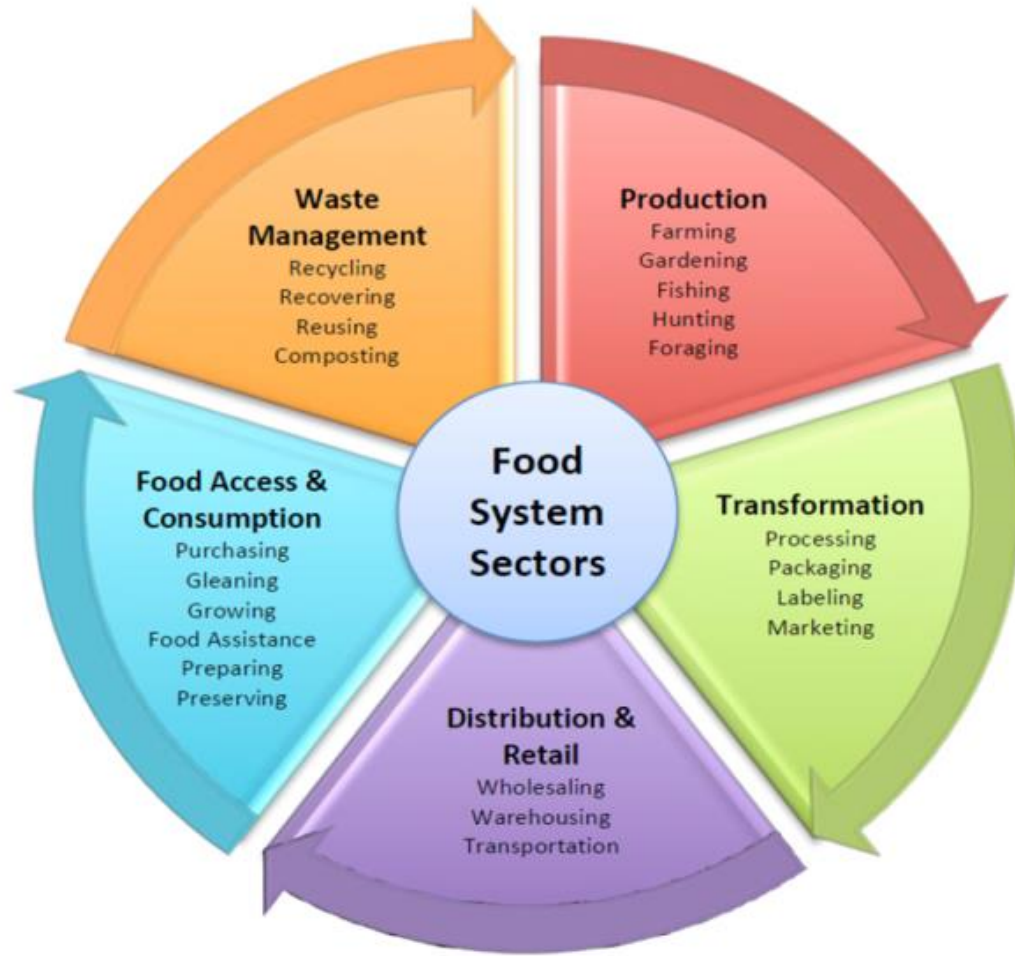 Food
System
Sectors
Production
Farming
Gardening
Fishing
Hunting
Foraging
Transformation
Processing
Packaging
Labeling
Marketing
Distribution &
Retail
Wholesaling
Warehousing
Transportation
Food Access &
Consumption
Purchasing
Gleaning
Growing
Food Assistance
Preparing
Preserving
Waste
Management
Recycling
Recovering
Reusing
Composting